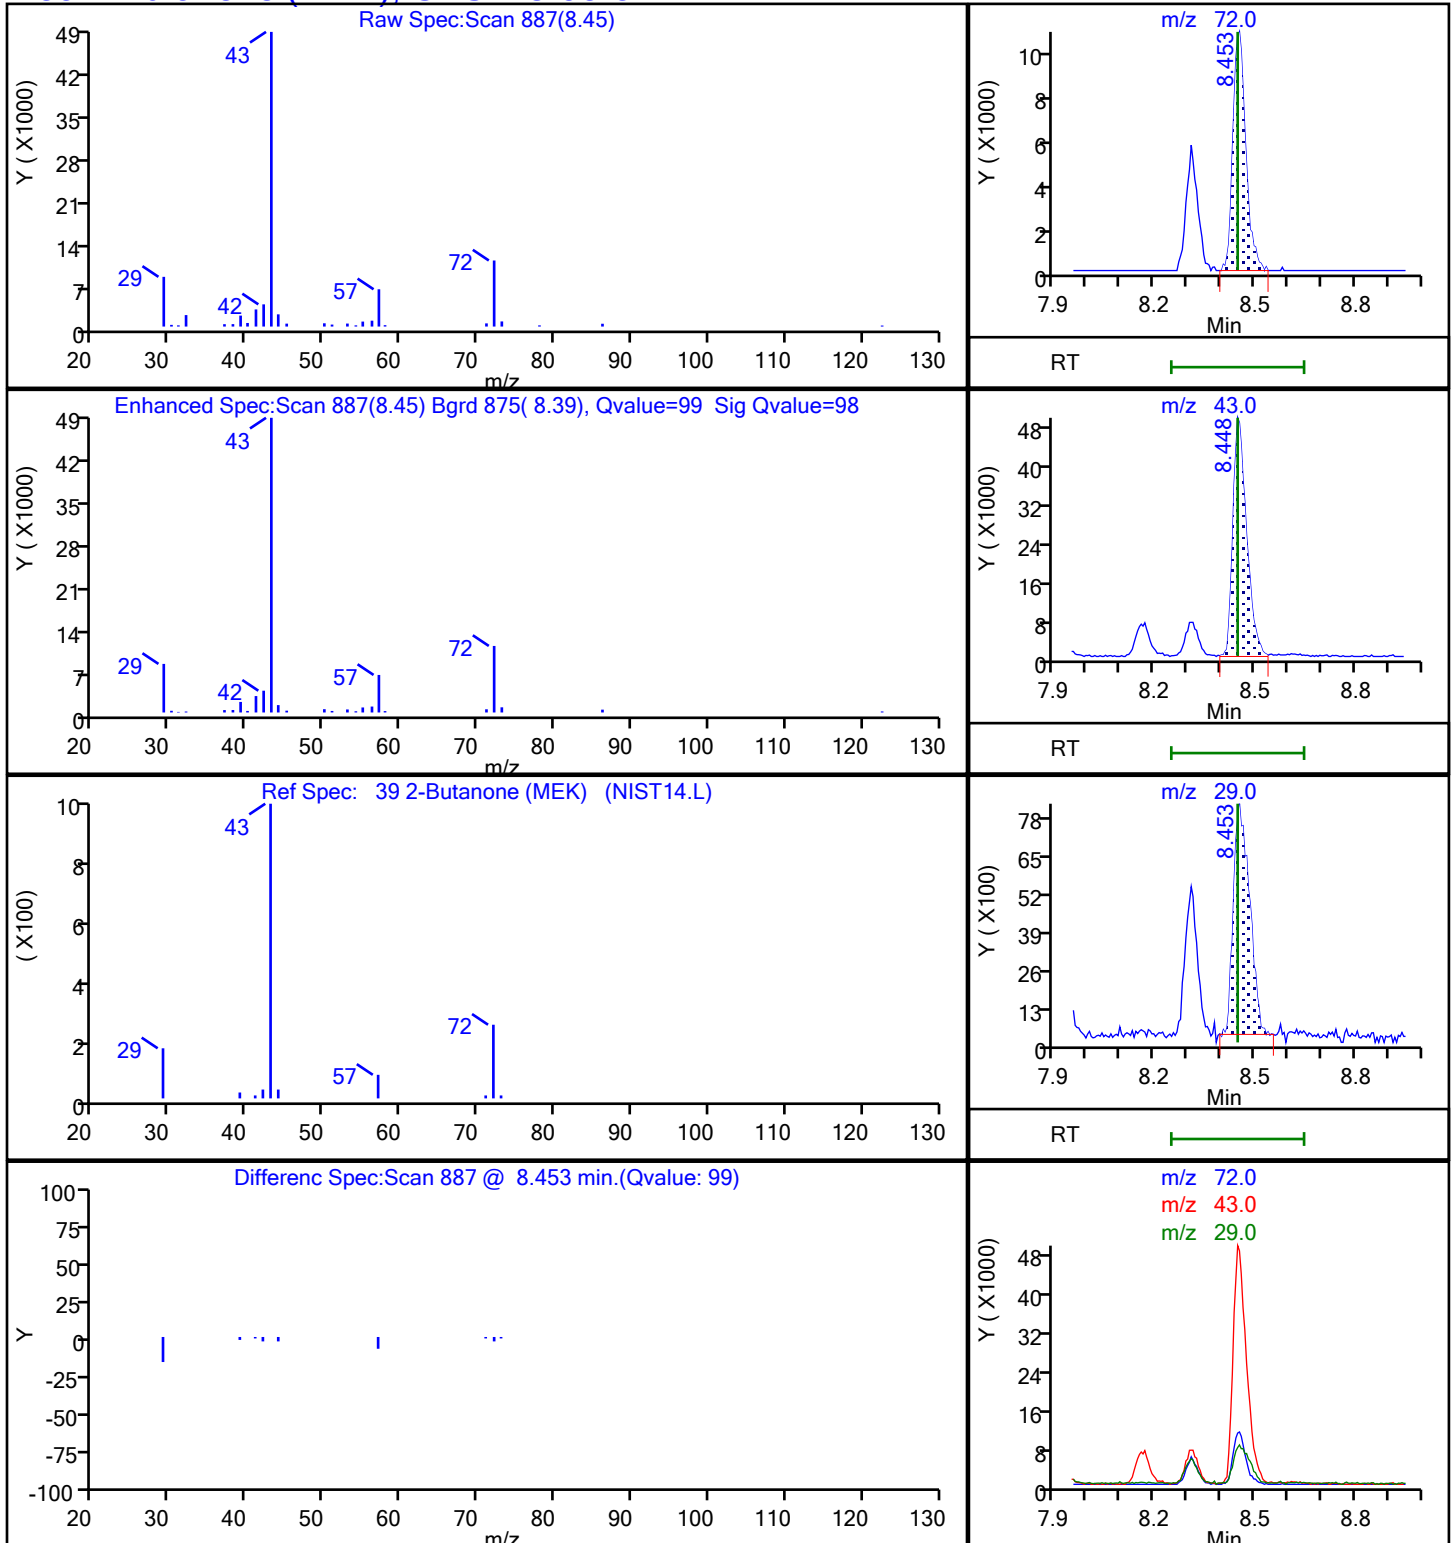 Raw Spec:Scan 887(8.45)
Y ( X1000)
49
42
35
28
21
14
7
0
43
29
42
57
72
20 30 40 50 60 70 80 90 100 110 120 130
m/z
m/z 72.0
Y ( X1000)
10
8
6
4
2
0
8.453
7.9 8.2 8.5 8.8
Min
RT
Enhanced Spec:Scan 887(8.45) Bgrd 875( 8.39), Qvalue=99 Sig Qvalue=98
Y ( X1000)
49
42
35
28
21
14
7
0
43
29
42
57
72
20 30 40 50 60 70 80 90 100 110 120 130
m/z
m/z 43.0
Y ( X1000)
48
40
32
24
16
8
0
8.448
7.9 8.2 8.5 8.8
Min
RT
Ref Spec: 39 2-Butanone (MEK) (NIST14.L)
( X100)
10
8
6
4
2
0
43
29
57
72
20 30 40 50 60 70 80 90 100 110 120 130
m/z 29.0
Y ( X100)
78
65
52
39
26
13
0
8.453
7.9 8.2 8.5 8.8
Min
RT
Differenc Spec:Scan 887 @ 8.453 min.(Qvalue: 99)
Y
100
75
50
25
0
-25
-50
-75
-100
20 30 40 50 60 70 80 90 100 110 120 130
m/z
m/z 72.0
m/z 43.0
m/z 29.0
Y ( X1000)
48
40
32
24
16
8
0
7.9 8.2 8.5 8.8
Min